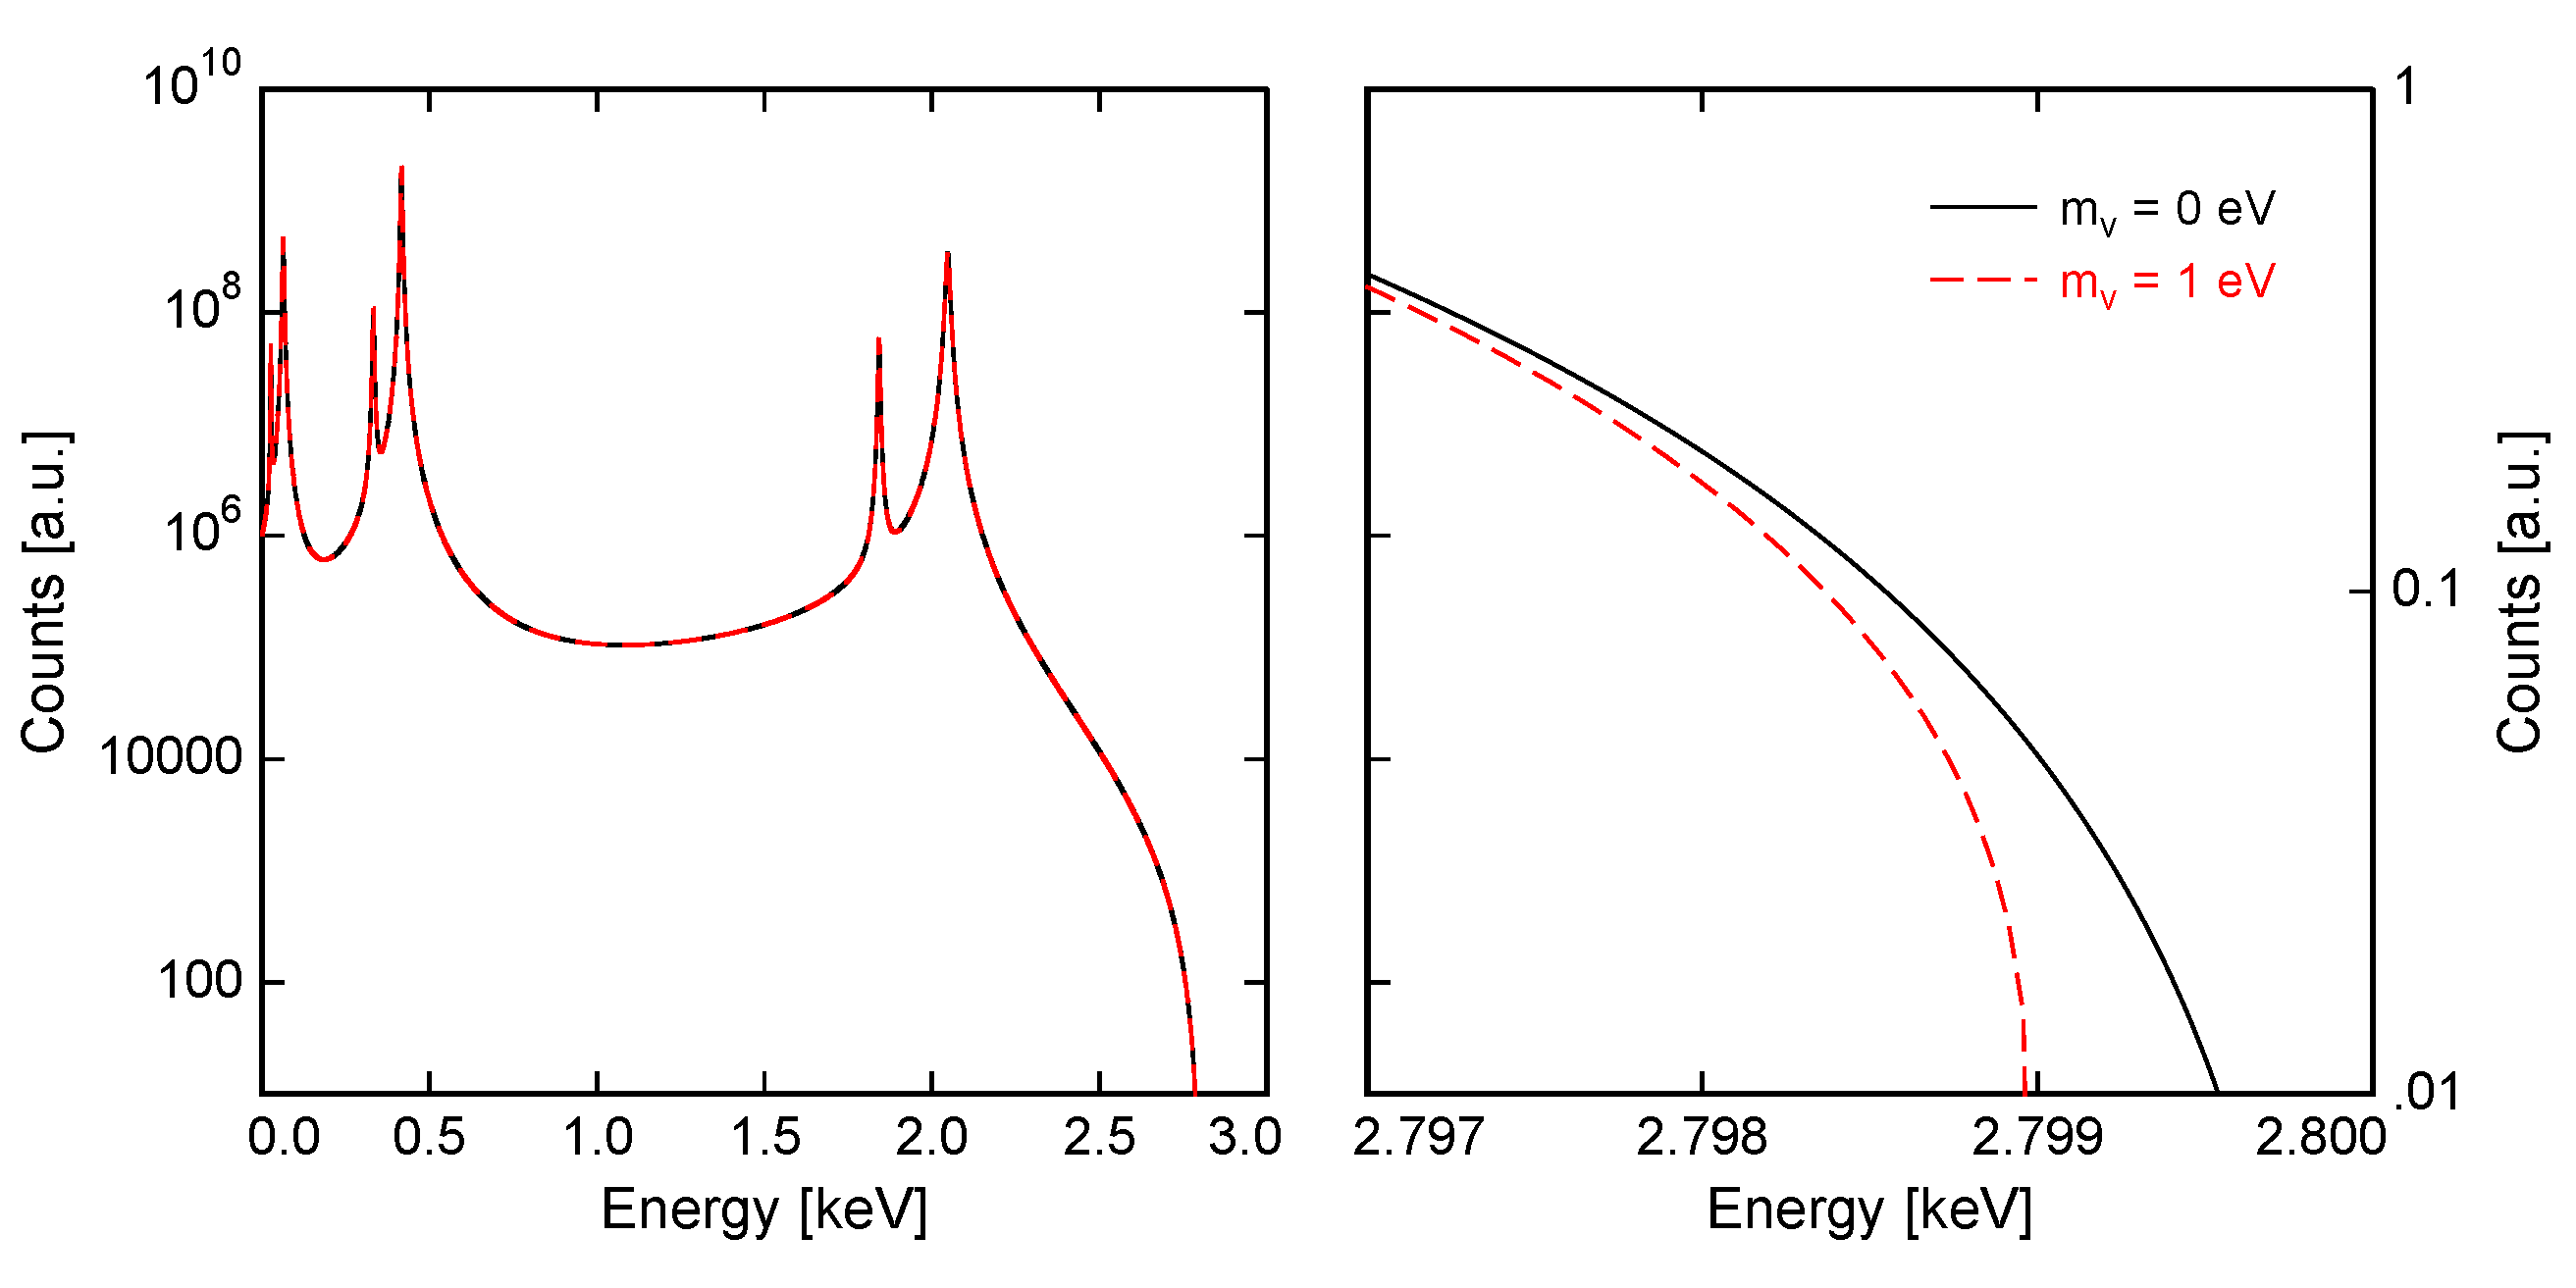 10^10
10^8
10^6
10000
100
Counts [a.u.]
0.0 0.5 1.0 1.5 2.0 2.5 3.0
Energy [keV]
m_ν = 0 eV
m_ν = 1 eV
2.797 2.798 2.799 2.800
Energy [keV]
1
0.1
.01
Counts [a.u.]